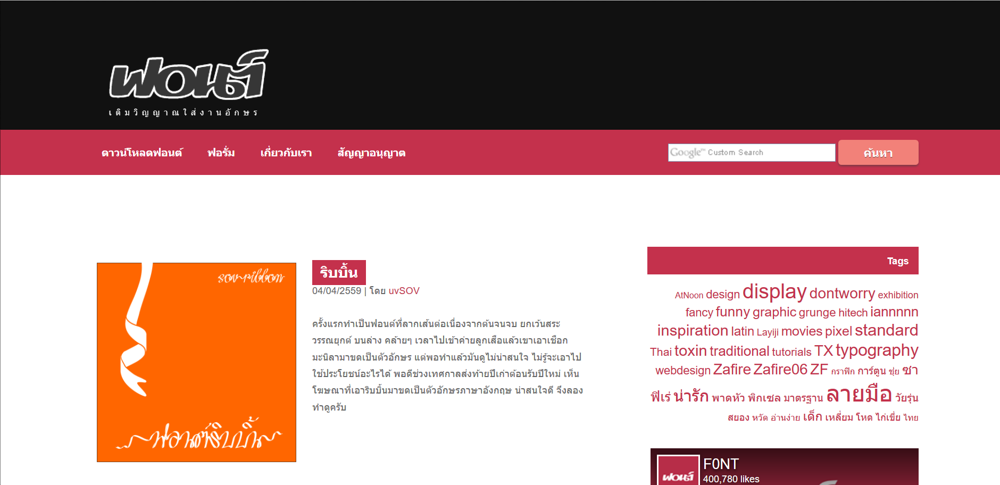 ฟอนต์
เติมวิญญาณใส่งานอักษร
ดาวน์โหลดฟอนต์ ฟอรั่ม เกี่ยวกับเรา สัญญาอนุญาต
Google™ Custom Search ค้นหา
sov-ribbon
~ฟอนต์ริบบิ้น~
ริบบิ้น
04/04/2559 | โดย uvSOV
ครั้งแรกทำเป็นฟอนต์ที่ลากเส้นต่อเนื่องจากต้นจนจบ ยกเว้นสระ
วรรณยุกต์ บนล่าง คล้ายๆ เวลาไปเข้าค่ายลูกเสือแล้วเขาเอาเชือก
มะนิลามาขดเป็นตัวอักษร แต่พอทำแล้วมันดูไม่น่าสนใจ ไม่รู้จะเอาไป
ใช้ประโยชน์อะไรได้ พอดีช่วงเทศกาลส่งท้ายปีเก่าต้อนรับปีใหม่ เห็น
โฆษณาที่เอาริบบิ้นมาขดเป็นตัวอักษรภาษาอังกฤษ น่าสนใจดี จึงลอง
ทำดูครับ
Tags
AtNoon design display dontworry exhibition
fancy funny graphic grunge hitech iannnnn
inspiration latin Layiji movies pixel standard
Thai toxin traditional tutorials TX typography
webdesign Zafire Zafire06 ZF กราฟิก การ์ตูน ขุ่ย ซา
ฟิเร่ น่ารัก พาดหัว พิกเซล มาตรฐาน ลายมือ วัยรุ่น
สยอง หวัด อ่านง่าย เด็ก เหลี่ยม โหด ไก่เขี่ย ไทย
ฟอนต์
F0NT
400,780 likes